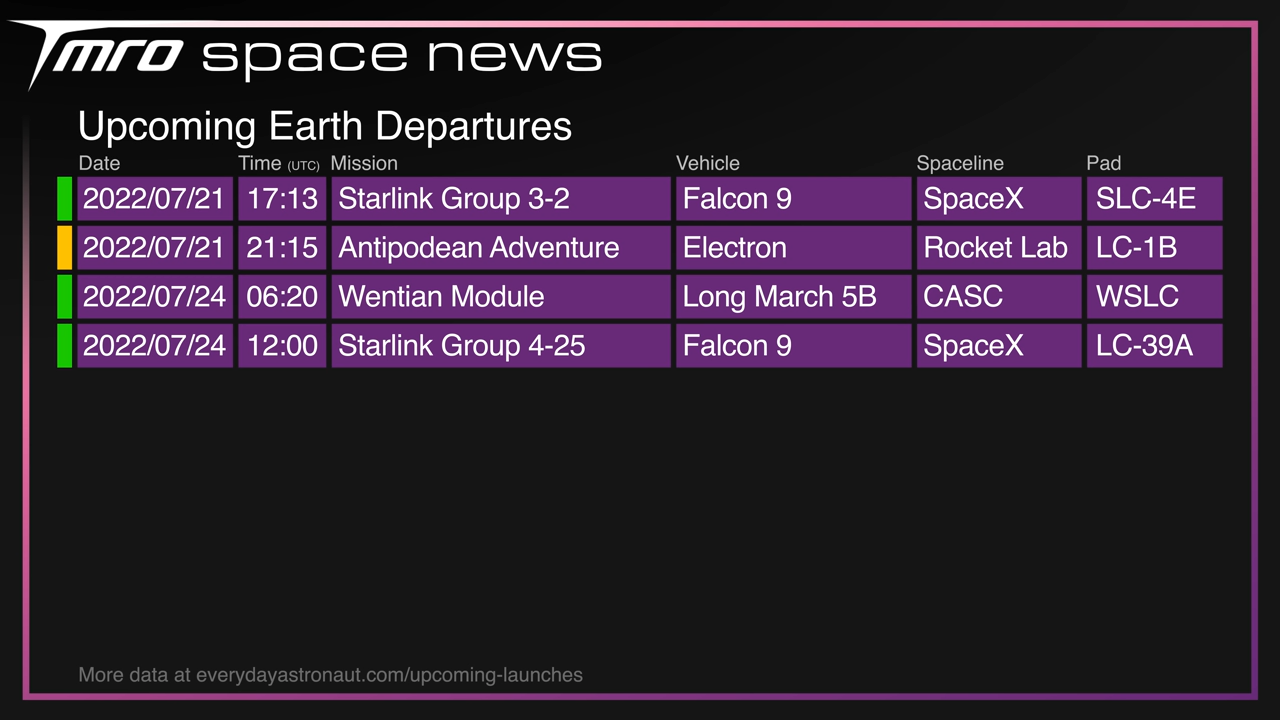 Tmro space news
Upcoming Earth Departures
Date Time (UTC) Mission Vehicle Spaceline Pad
2022/07/21 17:13 Starlink Group 3-2 Falcon 9 SpaceX SLC-4E
2022/07/21 21:15 Antipodean Adventure Electron Rocket Lab LC-1B
2022/07/24 06:20 Wentian Module Long March 5B CASC WSLC
2022/07/24 12:00 Starlink Group 4-25 Falcon 9 SpaceX LC-39A
More data at everydayastronaut.com/upcoming-launches